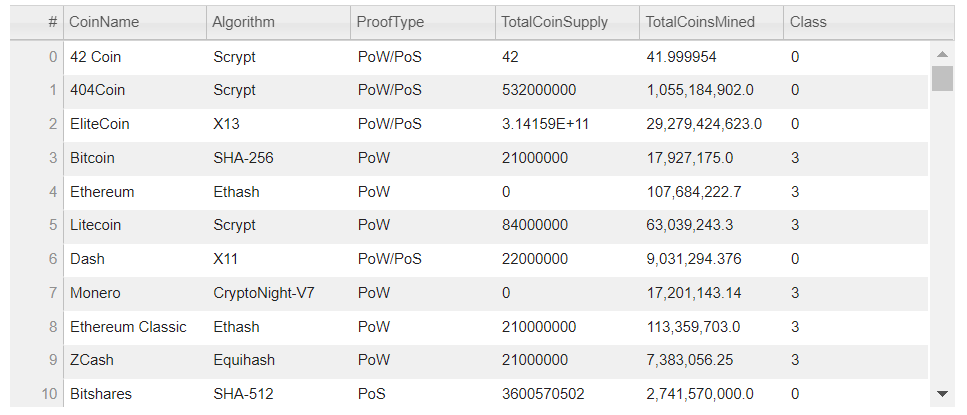 # CoinName Algorithm ProofType TotalCoinSupply TotalCoinsMined Class
0 42 Coin Scrypt PoW/PoS 42 41.999954 0
1 404Coin Scrypt PoW/PoS 532000000 1,055,184,902.0 0
2 EliteCoin X13 PoW/PoS 3.14159E+11 29,279,424,623.0 0
3 Bitcoin SHA-256 PoW 21000000 17,927,175.0 3
4 Ethereum Ethash PoW 0 107,684,222.7 3
5 Litecoin Scrypt PoW 84000000 63,039,243.3 3
6 Dash X11 PoW/PoS 22000000 9,031,294.376 0
7 Monero CryptoNight-V7 PoW 0 17,201,143.14 3
8 Ethereum Classic Ethash PoW 210000000 113,359,703.0 3
9 ZCash Equihash PoW 21000000 7,383,056.25 3
10 Bitshares SHA-512 PoS 3600570502 2,741,570,000.0 0